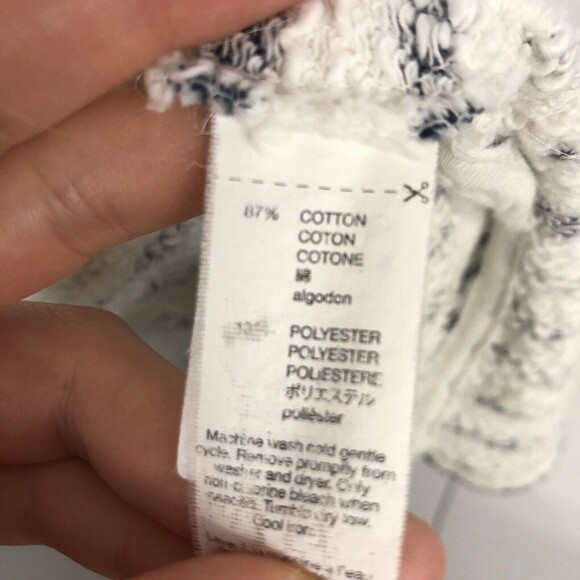 87% COTTON
COTON
COTONE
綿
algodon
POLYESTER
POLYESTER
POLIESTERE
ポリエステル
poliéster
Machine wash cold gentle
cycle. Remove promptly from
washer and dryer. Only
non-chlorine bleach when
needed. Tumble dry low.
Cool iron.